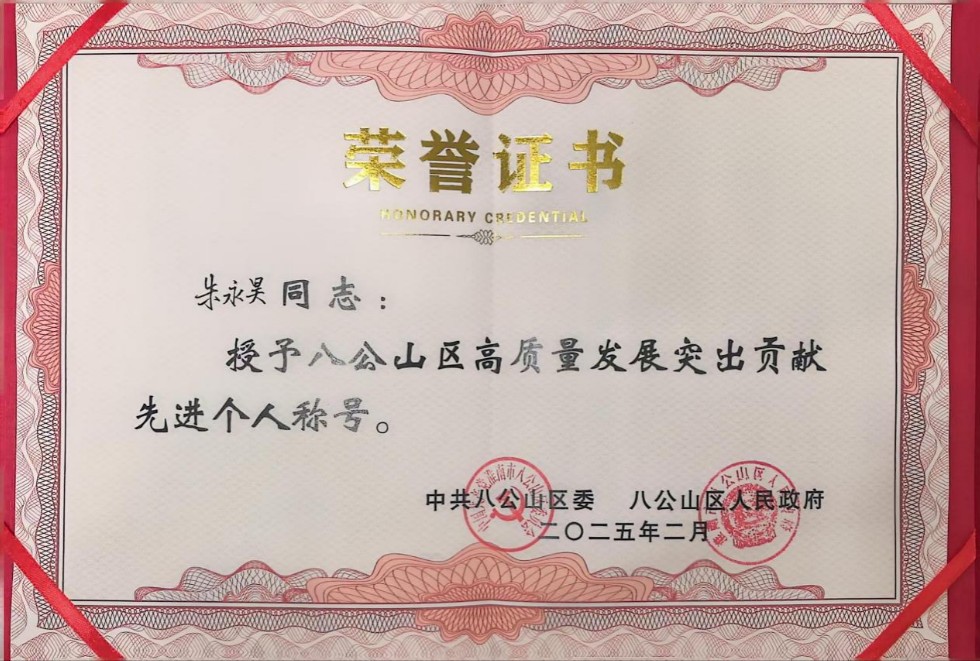 荣誉证书
HONORARY CREDENTIAL
朱永昊同志：
授予八公山区高质量发展突出贡献
先进个人称号。
中共八公山区委 八公山区人民政府
二〇二五年二月